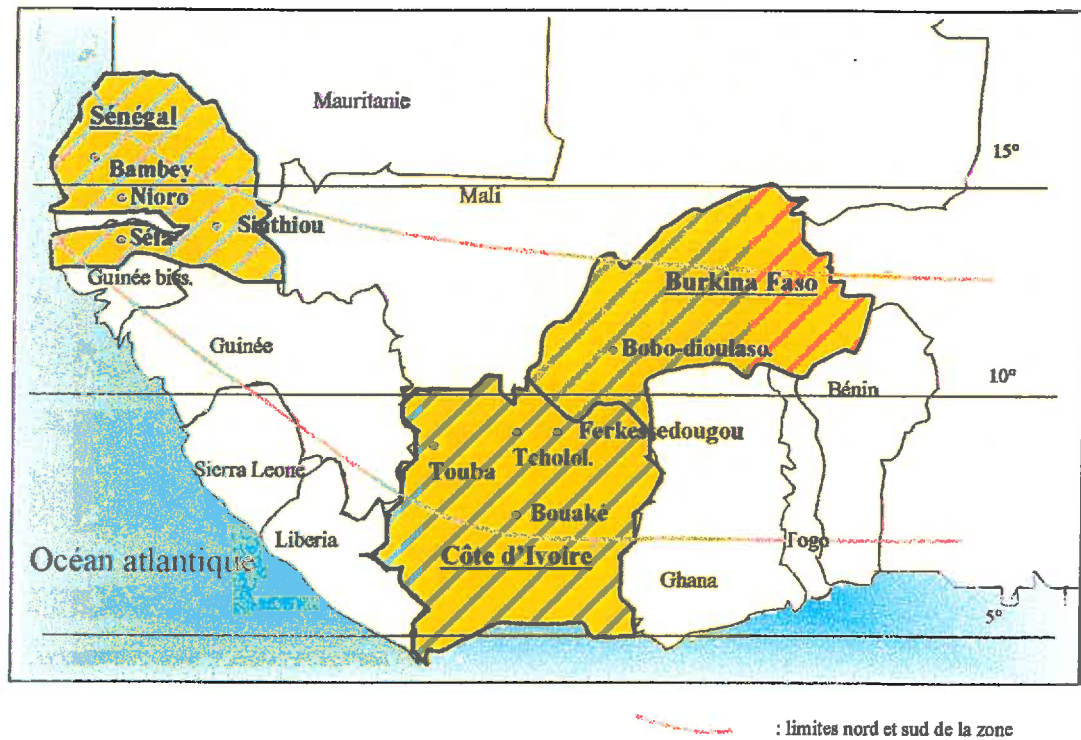 Mauritanie
Sénégal
15°
Bambey
Nioro
Mali
Sinthiou
Séfa
Guinée biss.
Burkina Faso
Guinée
Bobo-dioulaso.
10°
Bénin
Ferkessedougou
Touba
Tcholol.
Sierra Leone
Bouaké
Liberia
Togo
Océan atlantique
Côte d'Ivoire
Ghana
5°
: limites nord et sud de la zone